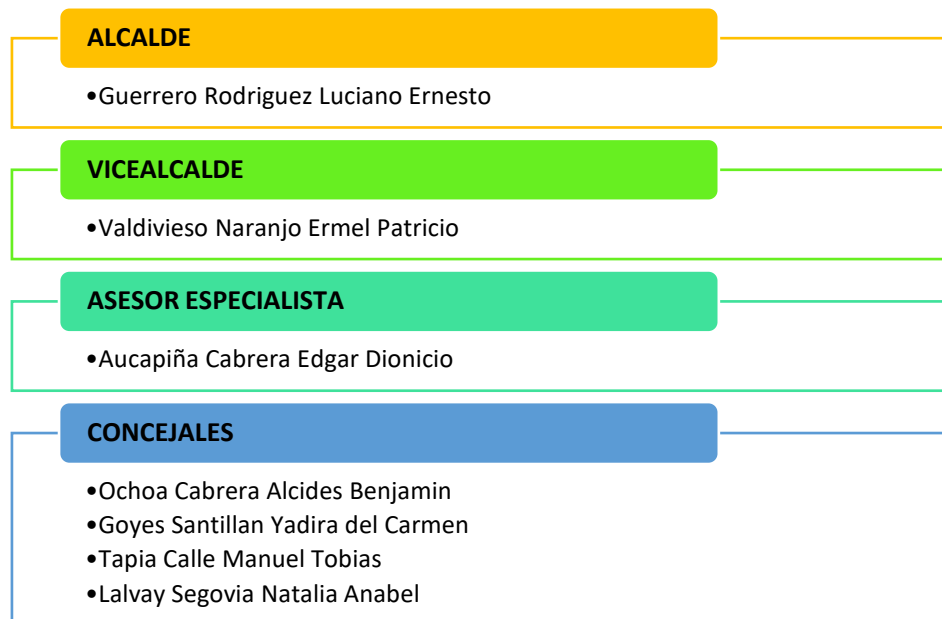 ALCALDE
•Guerrero Rodriguez Luciano Ernesto
VICEALCALDE
•Valdivieso Naranjo Ermel Patricio
ASESOR ESPECIALISTA
•Aucapiña Cabrera Edgar Dionicio
CONCEJALES
•Ochoa Cabrera Alcides Benjamin
•Goyes Santillan Yadira del Carmen
•Tapia Calle Manuel Tobias
•Lalvay Segovia Natalia Anabel